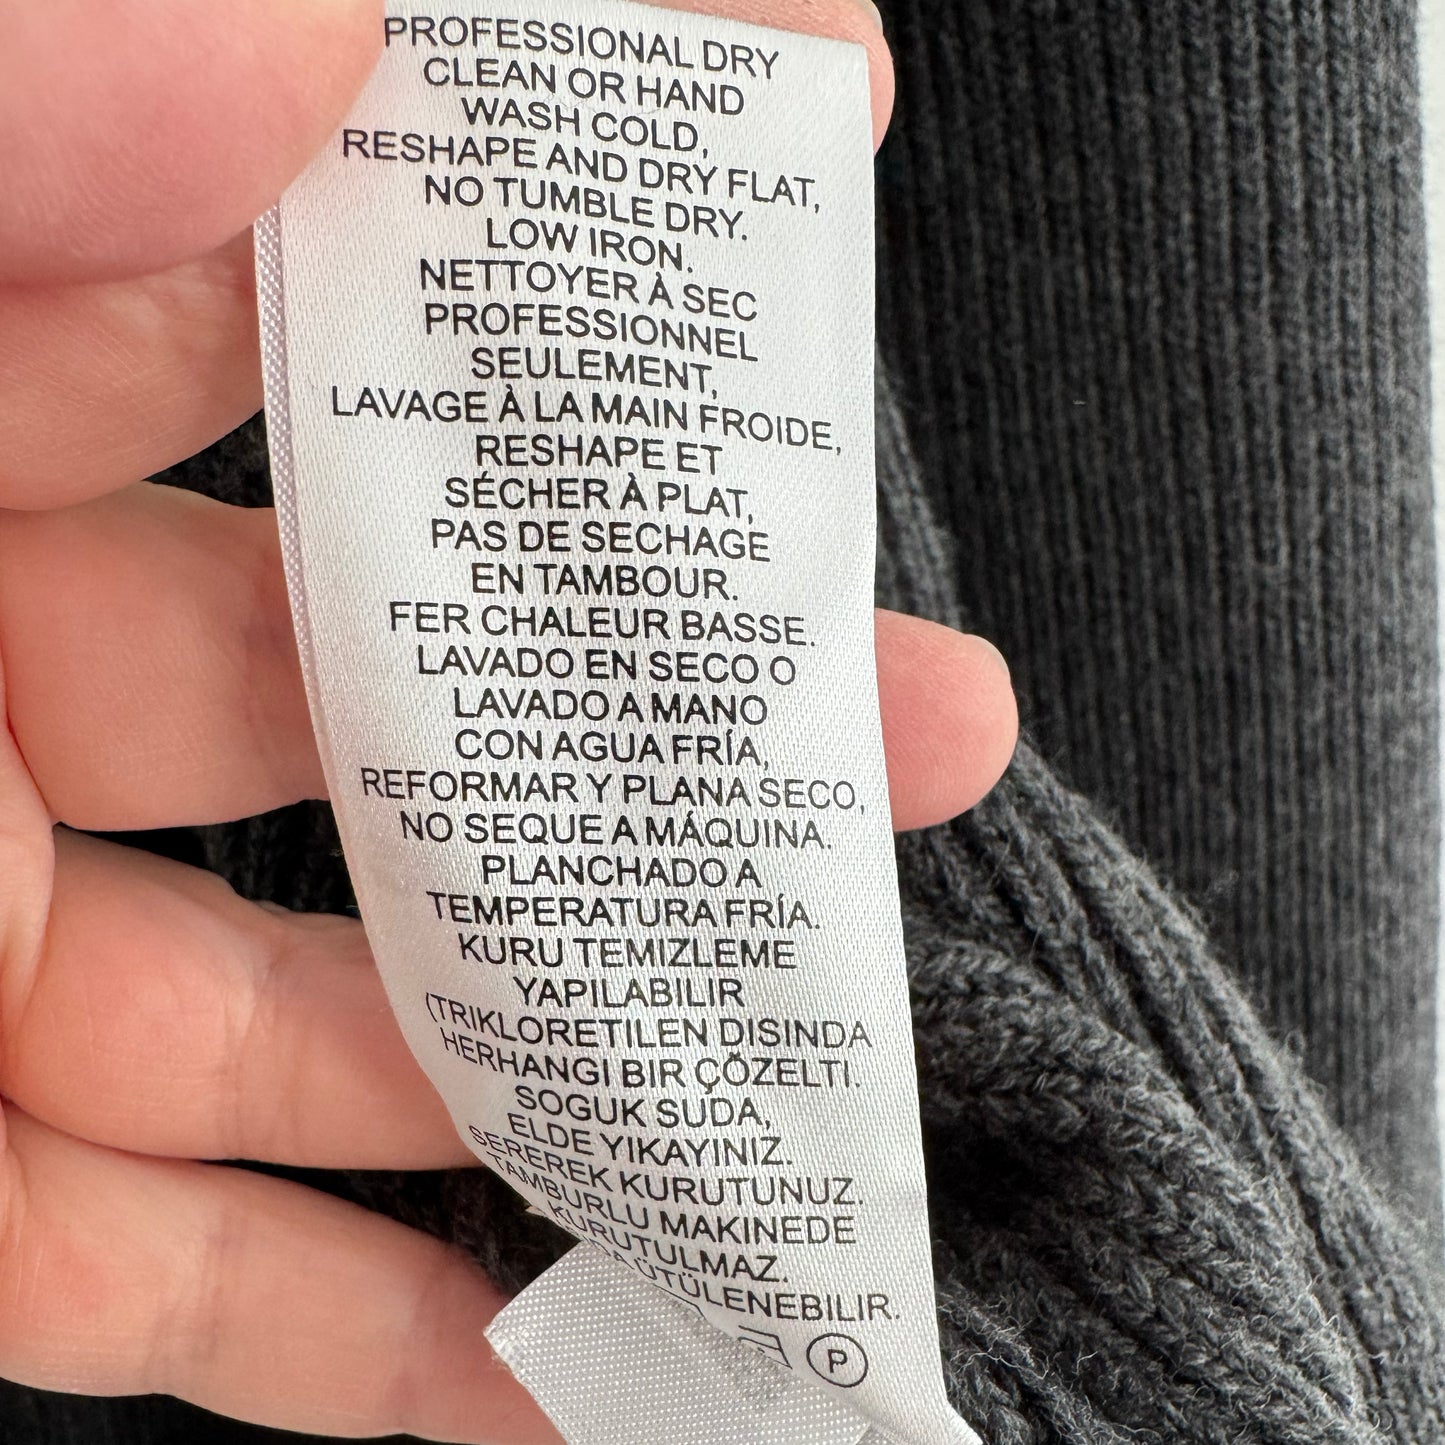 PROFESSIONAL DRY
CLEAN OR HAND
WASH COLD,
RESHAPE AND DRY FLAT,
NO TUMBLE DRY.
LOW IRON.
NETTOYER À SEC
PROFESSIONNEL
SEULEMENT,
LAVAGE À LA MAIN FROIDE,
RESHAPE ET
SÉCHER À PLAT,
PAS DE SECHAGE
EN TAMBOUR.
FER CHALEUR BASSE.
LAVADO EN SECO O
LAVADO A MANO
CON AGUA FRÍA,
REFORMAR Y PLANA SECO,
NO SEQUE A MÁQUINA.
PLANCHADO A
TEMPERATURA FRÍA.
KURU TEMIZLEME
YAPILABILIR
(TRIKLORETILEN DISINDA
HERHANGI BIR ÇÖZELTI.
SOGUK SUDA,
ELDE YIKAYINIZ.
SEREREK KURUTUNUZ.
TAMBURLU MAKINEDE
KURUTULMAZ.
ÜTÜLENEBILIR.
P